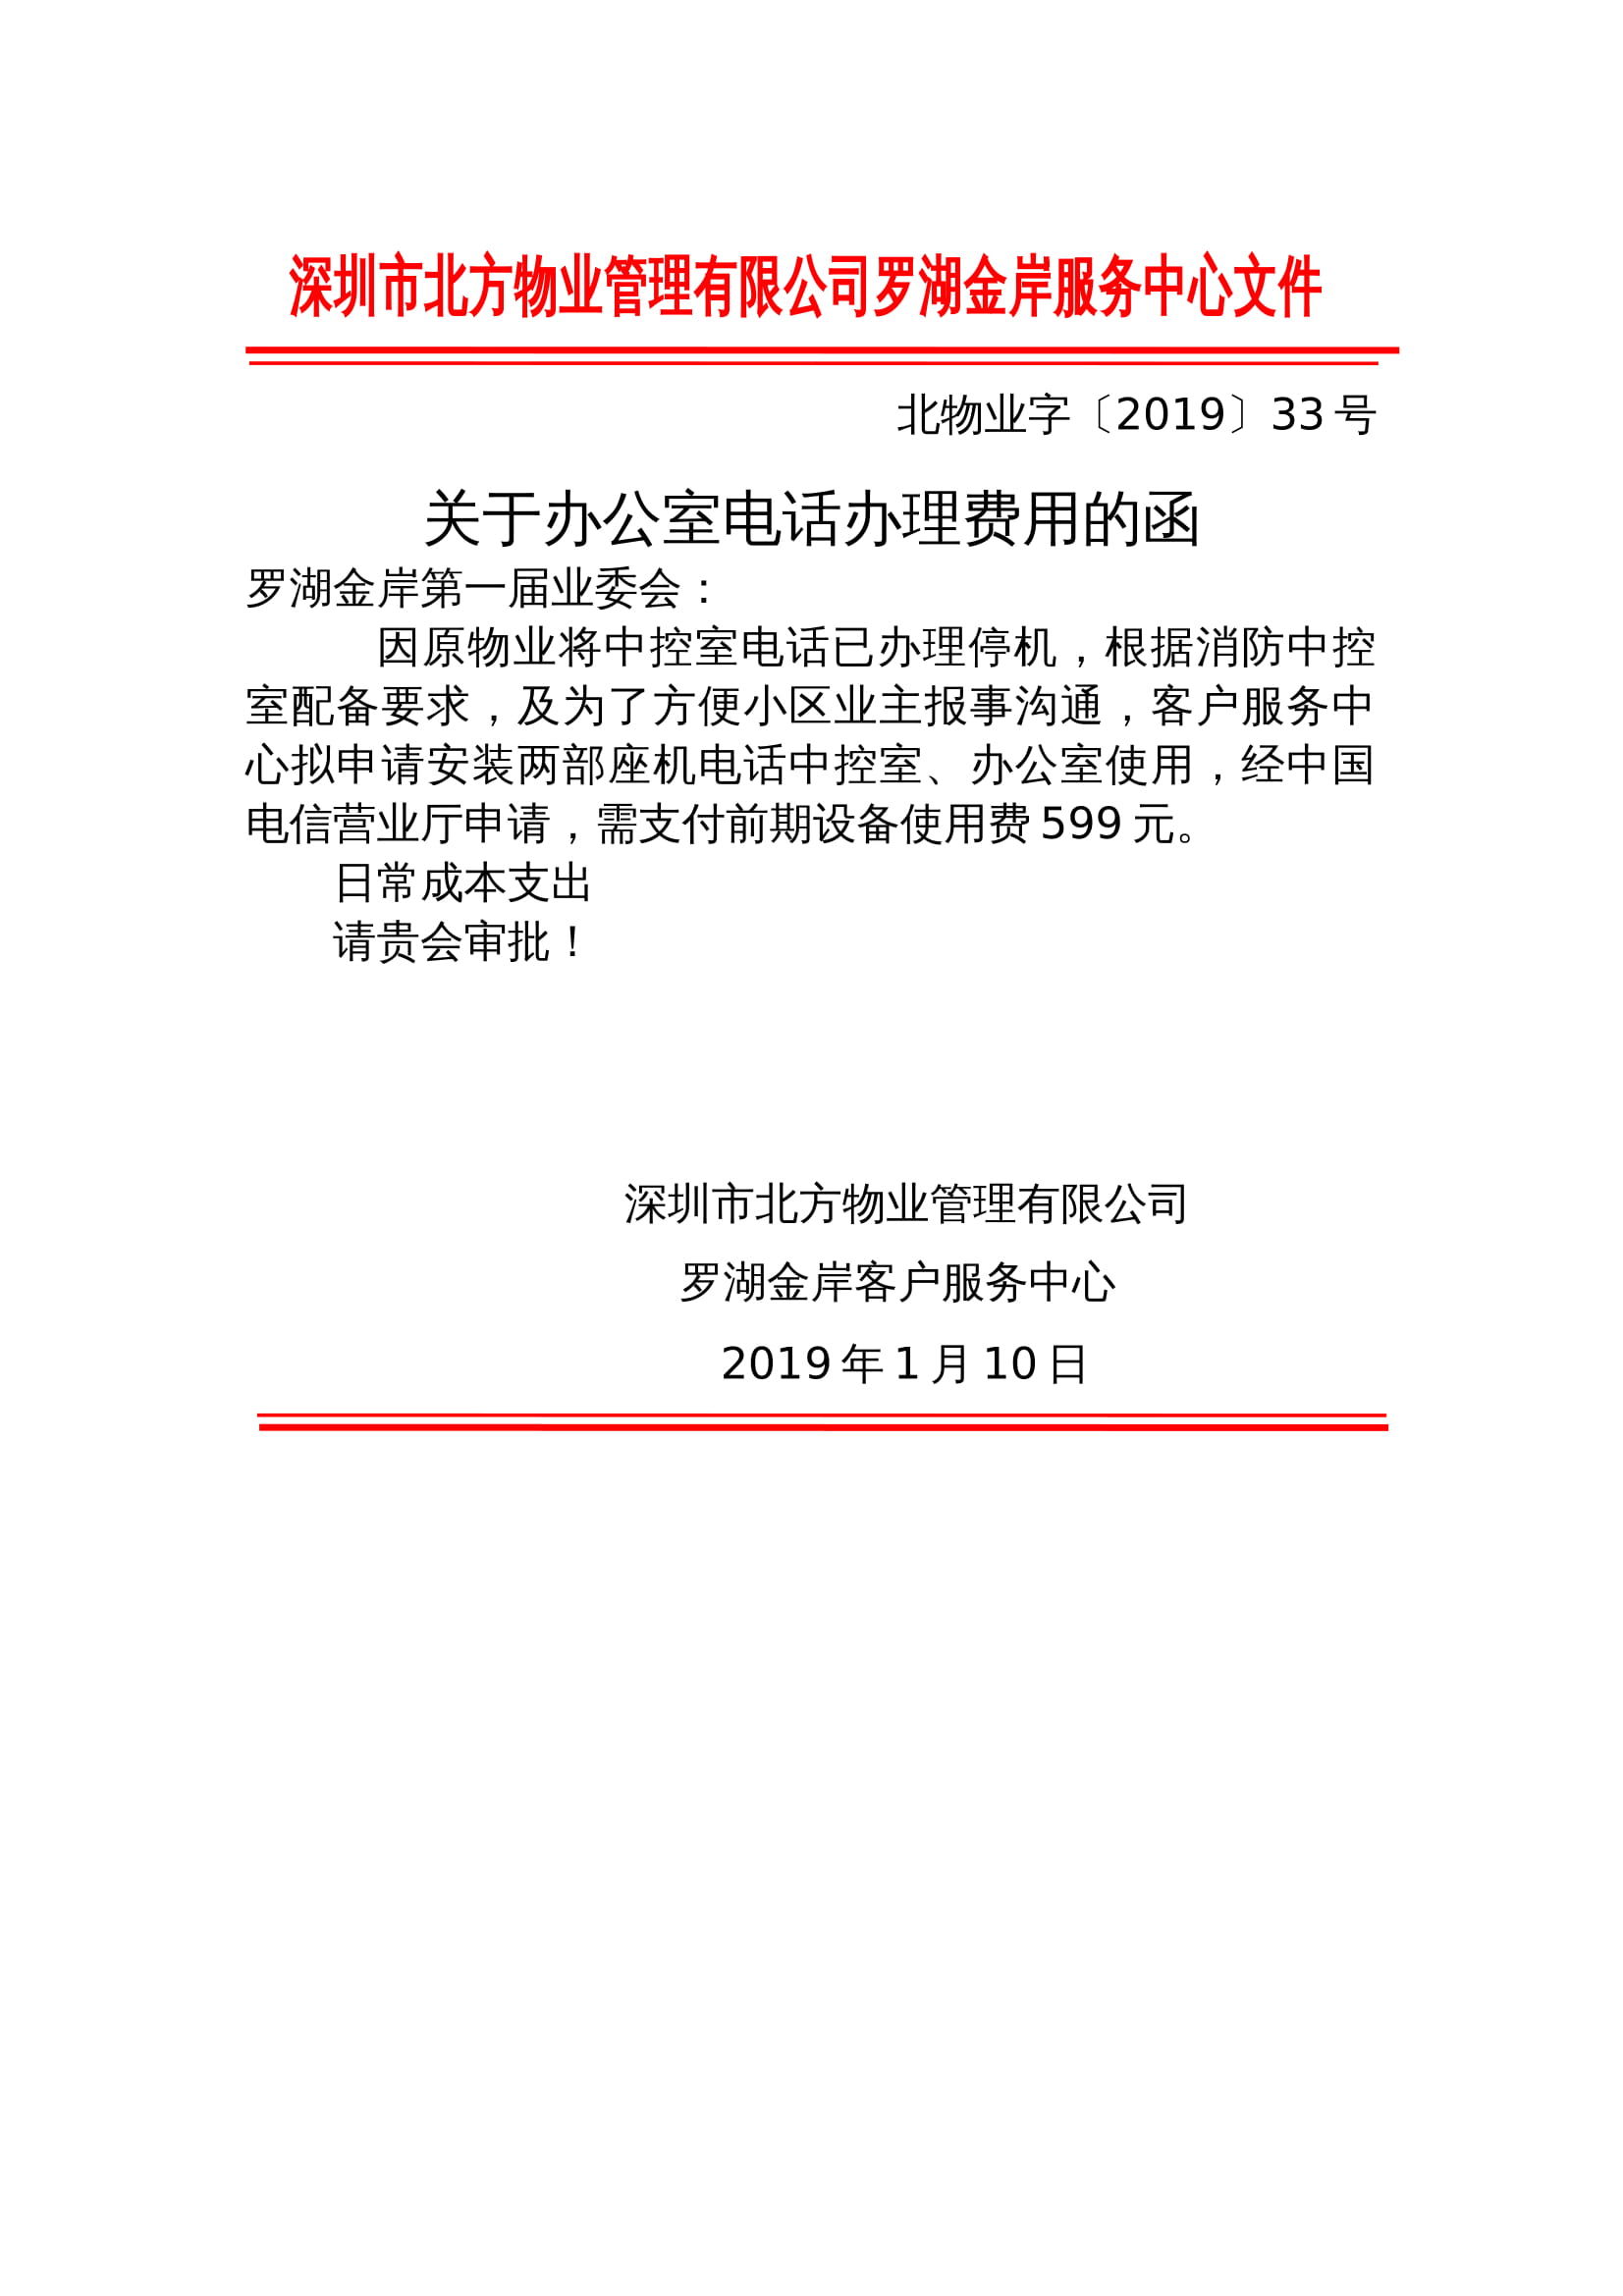 深圳市北方物业管理有限公司罗湖金岸服务中心文件
北物业字〔2019〕33 号
关于办公室电话办理费用的函
罗湖金岸第一届业委会：
因原物业将中控室电话已办理停机，根据消防中控
室配备要求，及为了方便小区业主报事沟通，客户服务中
心拟申请安装两部座机电话中控室、办公室使用，经中国
电信营业厅申请，需支付前期设备使用费 599 元。
日常成本支出
请贵会审批！
深圳市北方物业管理有限公司
罗湖金岸客户服务中心
2019 年 1 月 10 日